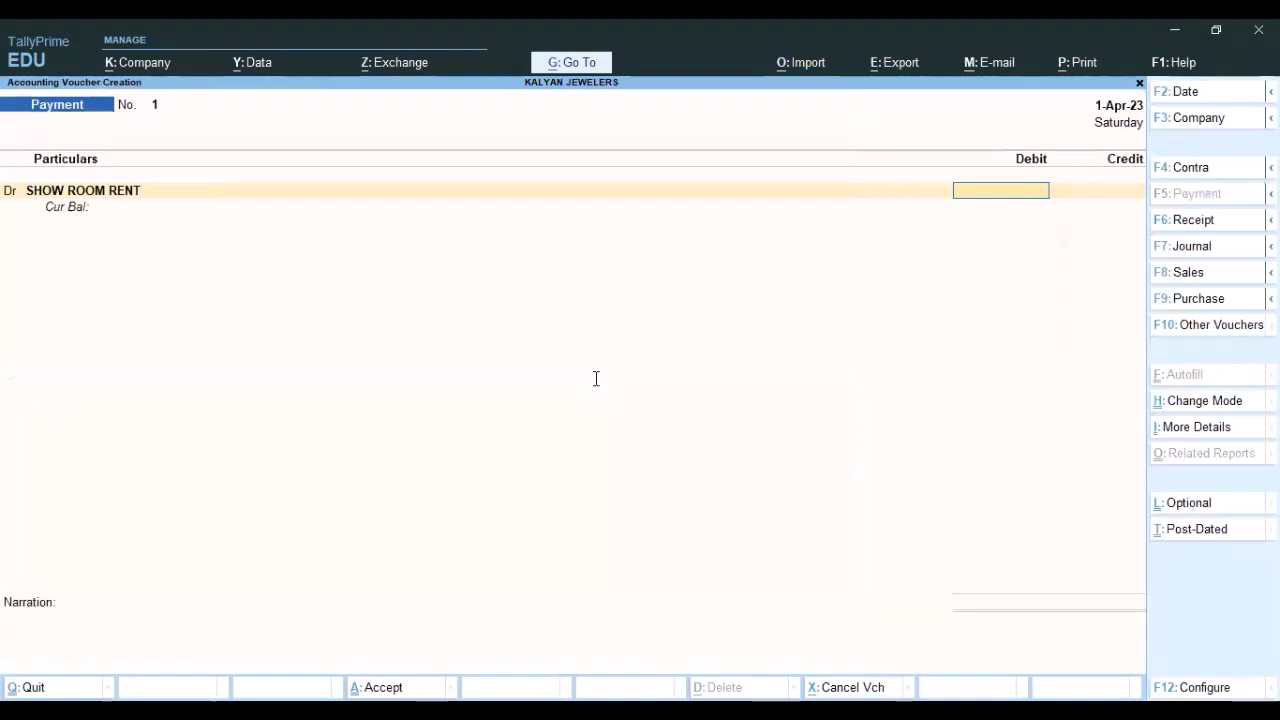 TallyPrime
MANAGE
EDU
K: Company
Y: Data
Z: Exchange
G: Go To
O: Import
E: Export
M: E-mail
P: Print
F1: Help
Accounting Voucher Creation
KALYAN JEWELERS
Payment No. 1
1-Apr-23
Saturday
Particulars
Debit
Credit
Dr SHOW ROOM RENT
Cur Bal:
Narration:
F2: Date
F3: Company
F4: Contra
F5: Payment
F6: Receipt
F7: Journal
F8: Sales
F9: Purchase
F10: Other Vouchers
F: Autofill
H: Change Mode
I: More Details
O: Related Reports
L: Optional
T: Post-Dated
Q: Quit
A: Accept
D: Delete
X: Cancel Vch
F12: Configure